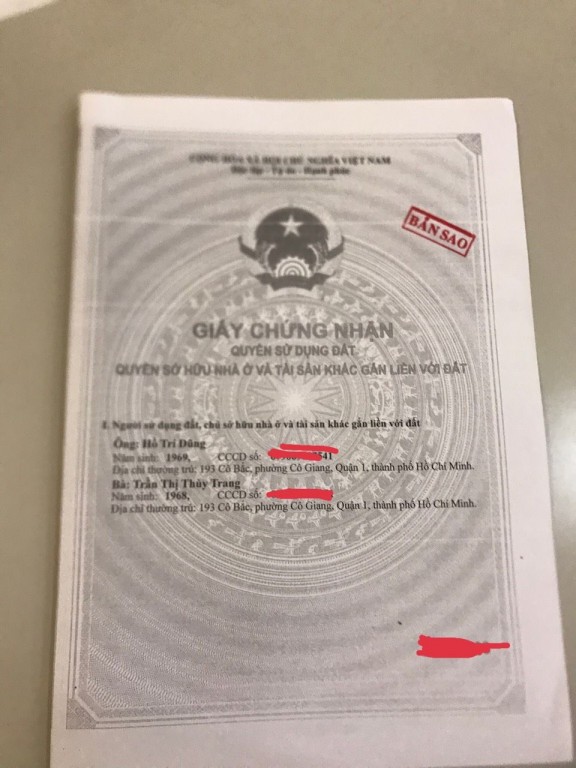 CỘNG HÒA XÃ HỘI CHỦ NGHĨA VIỆT NAM
Độc lập - Tự do - Hạnh phúc
BẢN SAO
GIẤY CHỨNG NHẬN
QUYỀN SỬ DỤNG ĐẤT
QUYỀN SỞ HỮU NHÀ Ở VÀ TÀI SẢN KHÁC GẮN LIỀN VỚI ĐẤT
I. Người sử dụng đất, chủ sở hữu nhà ở và tài sản khác gắn liền với đất
Ông: Hồ Trí Dũng
Năm sinh: 1969, CCCD số:
Địa chỉ thường trú: 193 Cô Bắc, phường Cô Giang, Quận 1, thành phố Hồ Chí Minh.
Bà: Trần Thị Thùy Trang
Năm sinh: 1968, CCCD số:
Địa chỉ thường trú: 193 Cô Bắc, phường Cô Giang, Quận 1, thành phố Hồ Chí Minh.